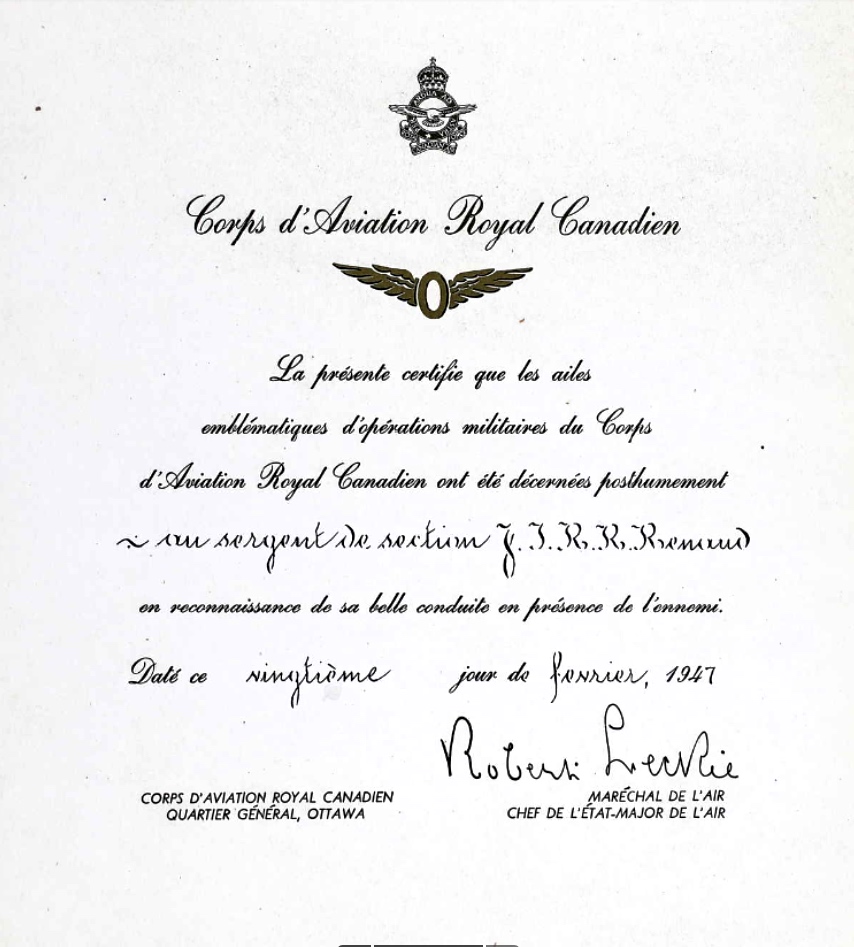 Corps d'Aviation Royal Canadien
La présente certifie que les ailes
emblématiques d'opérations militaires du Corps
d'Aviation Royal Canadien ont été décernées posthumement
au sergent de section J. I. R. R. Renaud
en reconnaissance de sa belle conduite en présence de l'ennemi.
Daté ce vingtième jour de fevrier, 1947
Robert Leckie
CORPS D'AVIATION ROYAL CANADIEN
QUARTIER GÉNÉRAL, OTTAWA
MARÉCHAL DE L'AIR
CHEF DE L'ÉTAT-MAJOR DE L'AIR